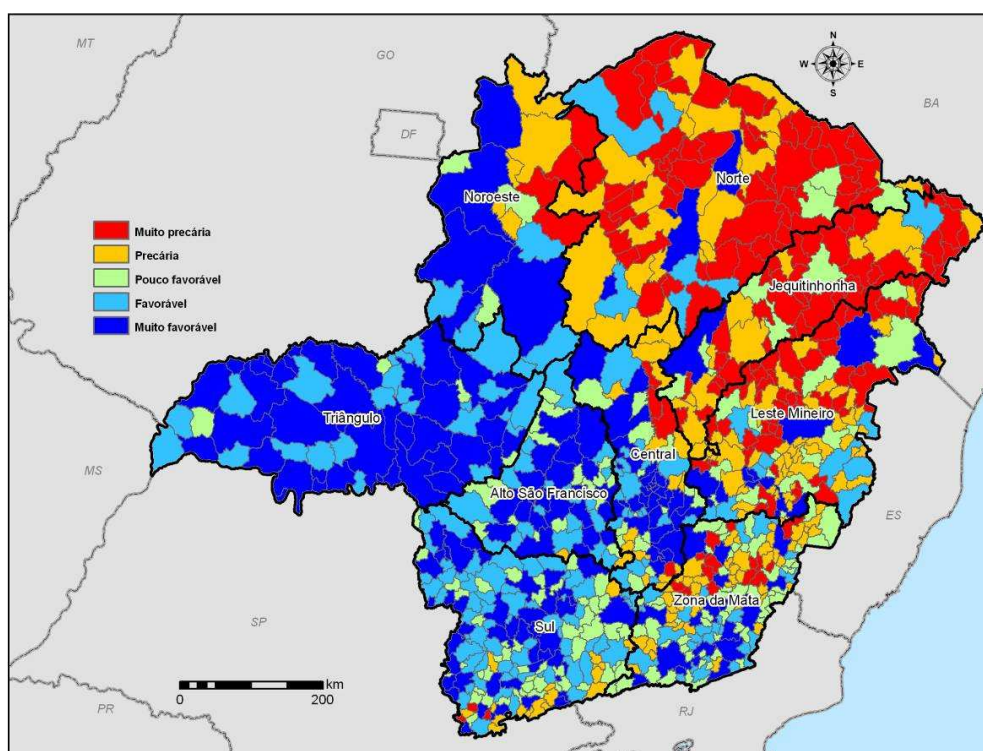 MT
GO
N
W
E
S
BA
DF
Noroeste
Norte
Muito precária
Precária
Pouco favorável
Favorável
Muito favorável
Jequitinhonha
Triângulo
Leste Mineiro
Central
MS
Alto São Francisco
ES
Zona da Mata
SP
Sul
km
0
200
PR
RJ